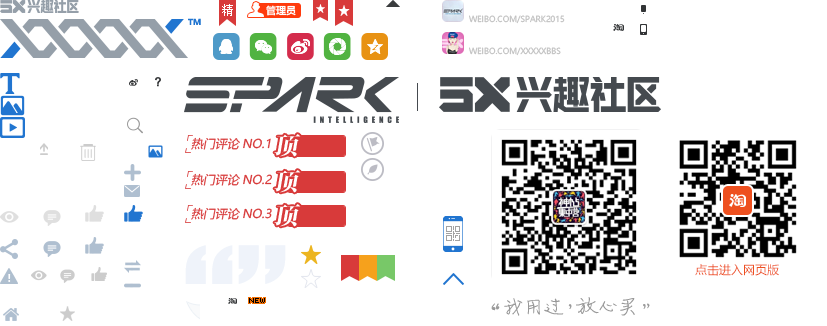 SX兴趣社区
XXXXX™
精
管理员
WEIBO.COM/SPARK2015
WEIBO.COM/XXXXXBBS
淘
T
?
SPARK
INTELLIGENCE
SX兴趣社区
热门评论 NO.1
顶
热门评论 NO.2
顶
热门评论 NO.3
顶
淘
点击进入网页版
淘
NEW
“我用过,放心买”